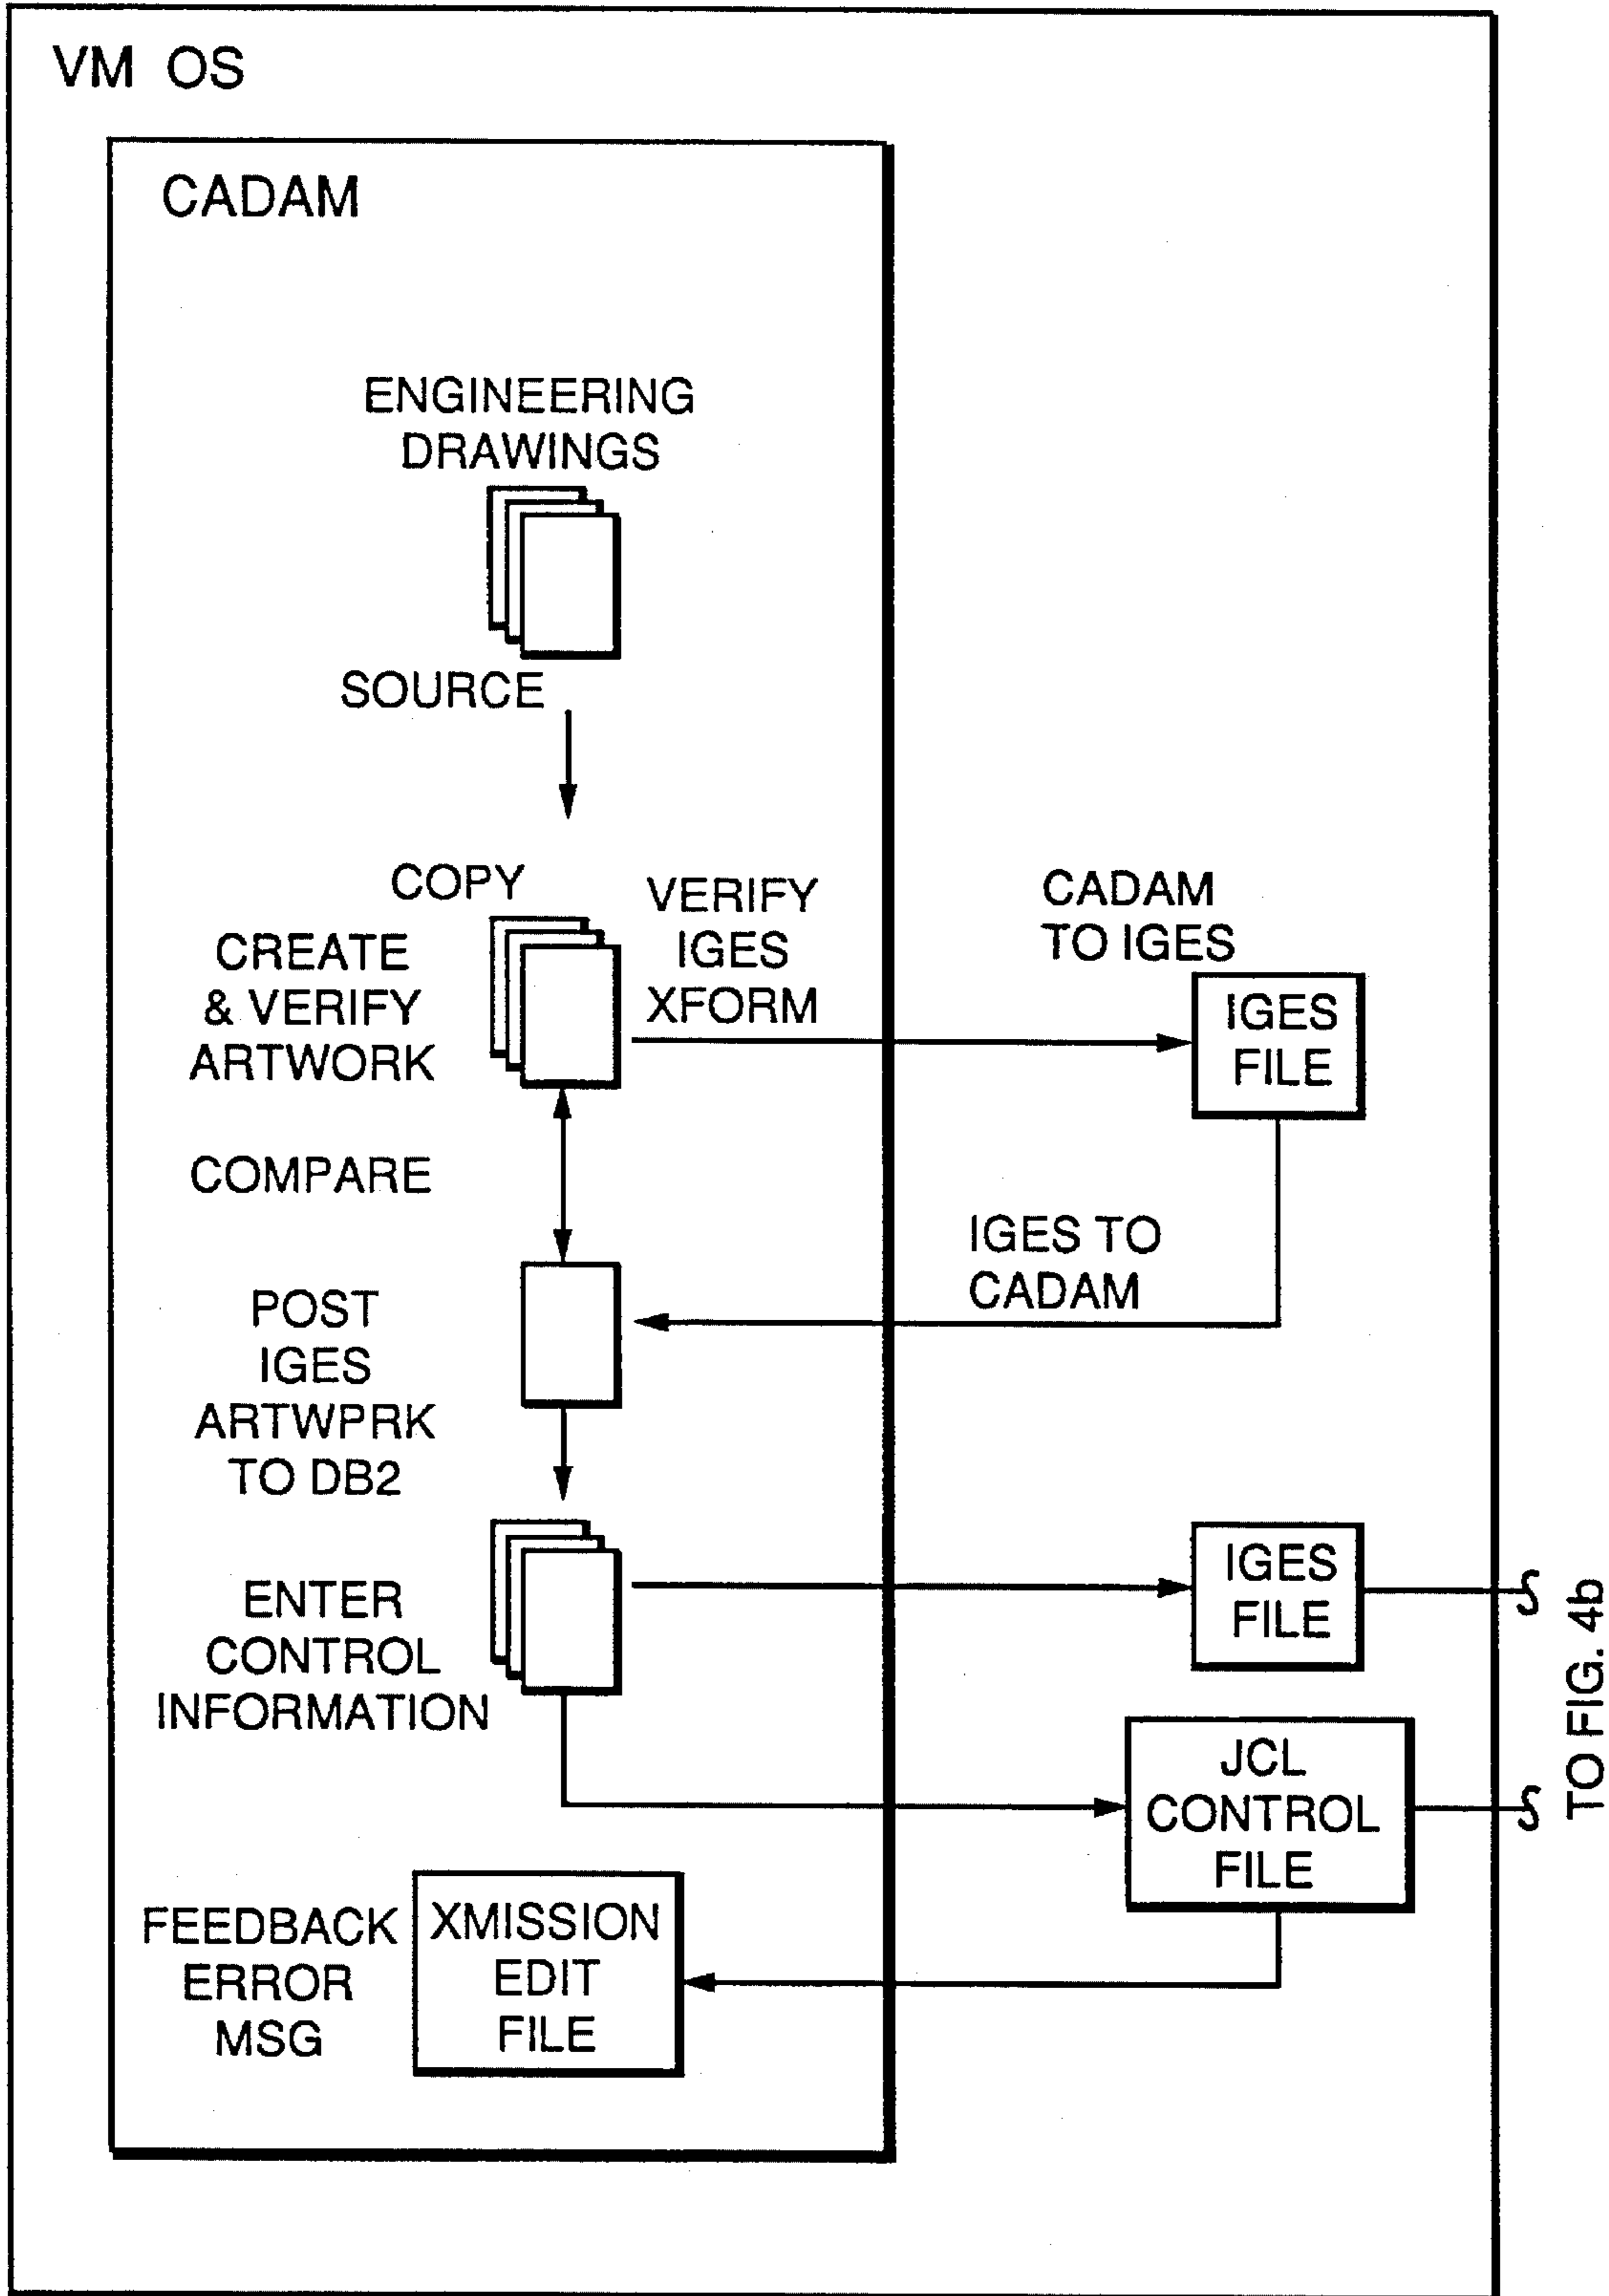 VM OS
CADAM
ENGINEERING
DRAWINGS
SOURCE
COPY
CREATE
& VERIFY
ARTWORK
VERIFY
IGES
XFORM
CADAM
TO IGES
IGES
FILE
COMPARE
IGES TO
CADAM
POST
IGES
ARTWPRK
TO DB2
ENTER
CONTROL
INFORMATION
IGES
FILE
JCL
CONTROL
FILE
TO FIG. 4b
FEEDBACK
ERROR
MSG
XMISSION
EDIT
FILE